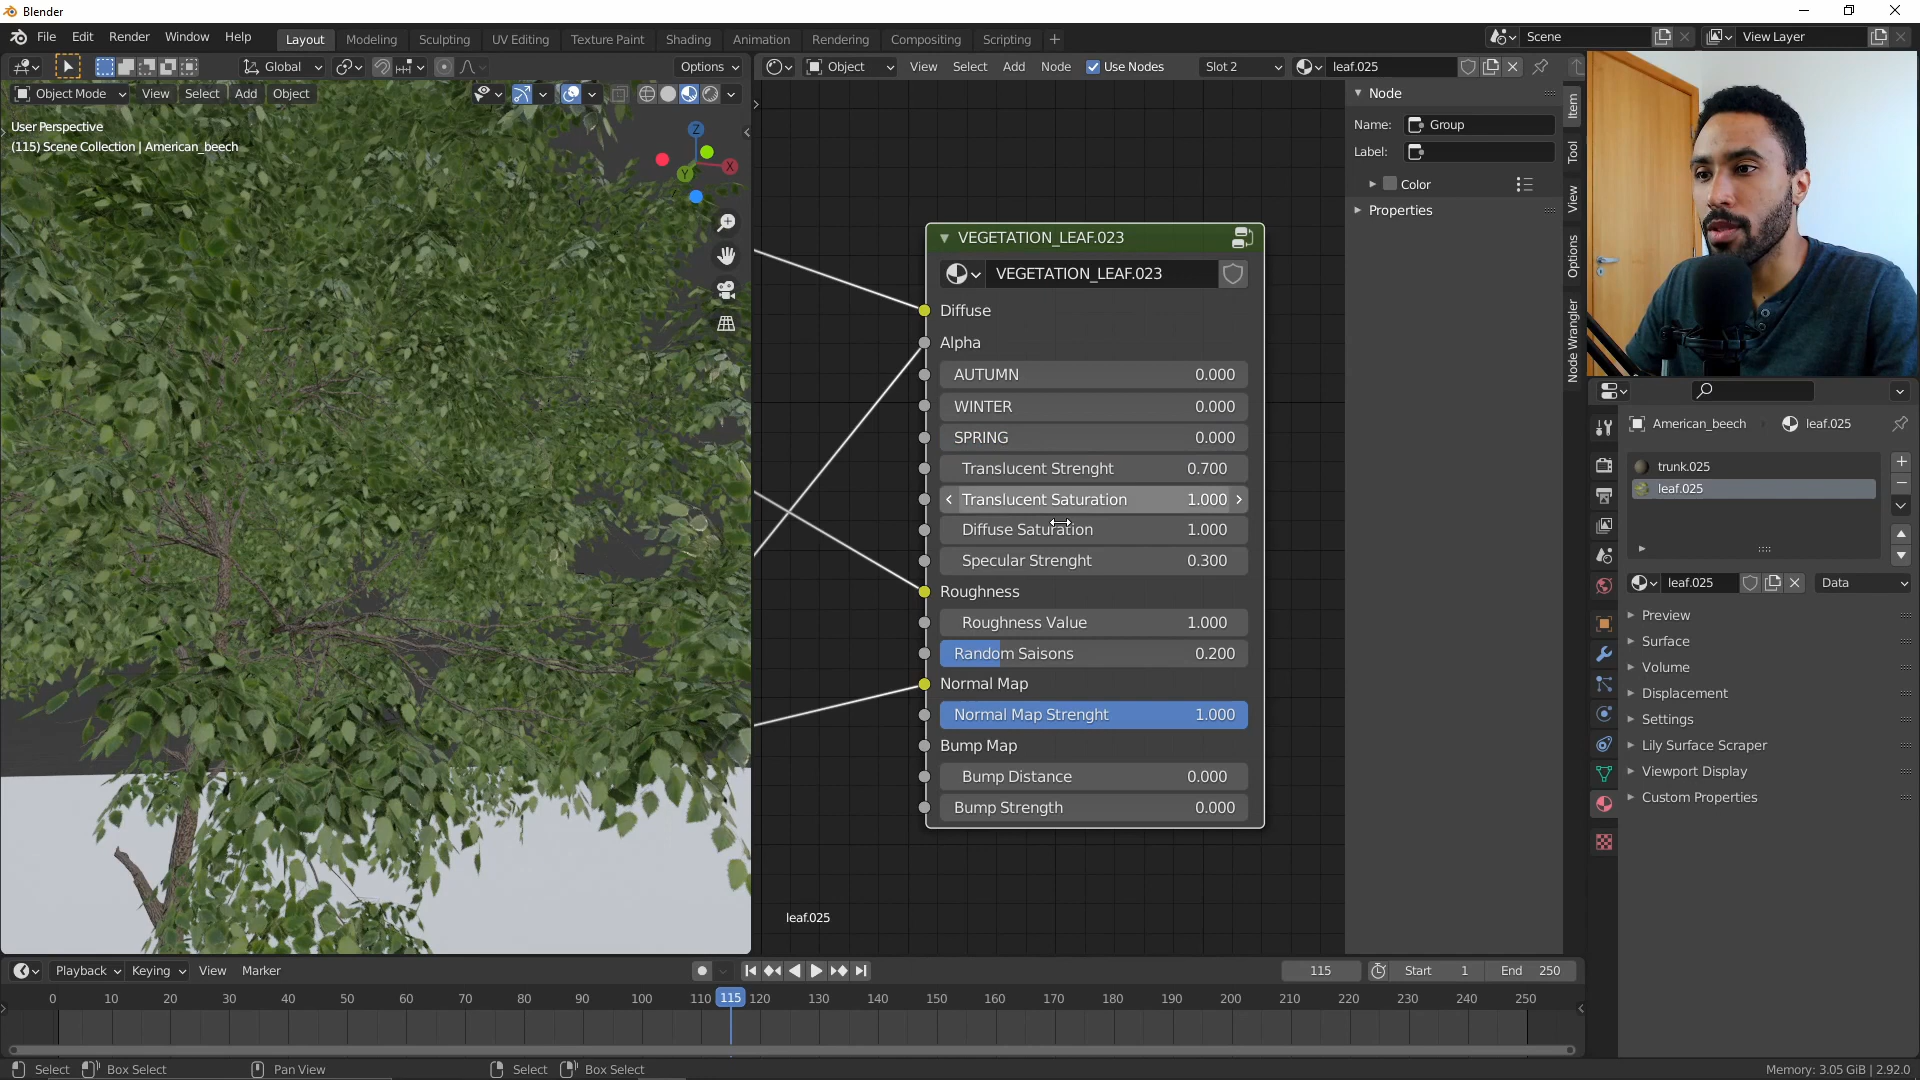 Blender
File Edit Render Window Help Layout Modeling Sculpting UV Editing Texture Paint Shading Animation Rendering Compositing Scripting + Scene View Layer
Global Options Object View Select Add Node Use Nodes Slot 2 leaf.025
Object Mode View Select Add Object
User Perspective
(115) Scene Collection | American_beech
Z
X
Y
VEGETATION_LEAF.023
VEGETATION_LEAF.023
Diffuse
Alpha
AUTUMN 0.000
WINTER 0.000
SPRING 0.000
Translucent Strenght 0.700
Translucent Saturation 1.000
Diffuse Saturation 1.000
Specular Strenght 0.300
Roughness
Roughness Value 1.000
Random Saisons 0.200
Normal Map
Normal Map Strenght 1.000
Bump Map
Bump Distance 0.000
Bump Strength 0.000
leaf.025
Node
Name: Group
Label:
Color
Properties
Item
Tool
View
Options
Node Wrangler
American_beech leaf.025
trunk.025
leaf.025
leaf.025 Data
Preview
Surface
Volume
Displacement
Settings
Lily Surface Scraper
Viewport Display
Custom Properties
Playback Keying View Marker 115 Start 1 End 250
0 10 20 30 40 50 60 70 80 90 100 110 115 120 130 140 150 160 170 180 190 200 210 220 230 240 250
Select Box Select Pan View Select Box Select Memory: 3.05 GiB | 2.92.0